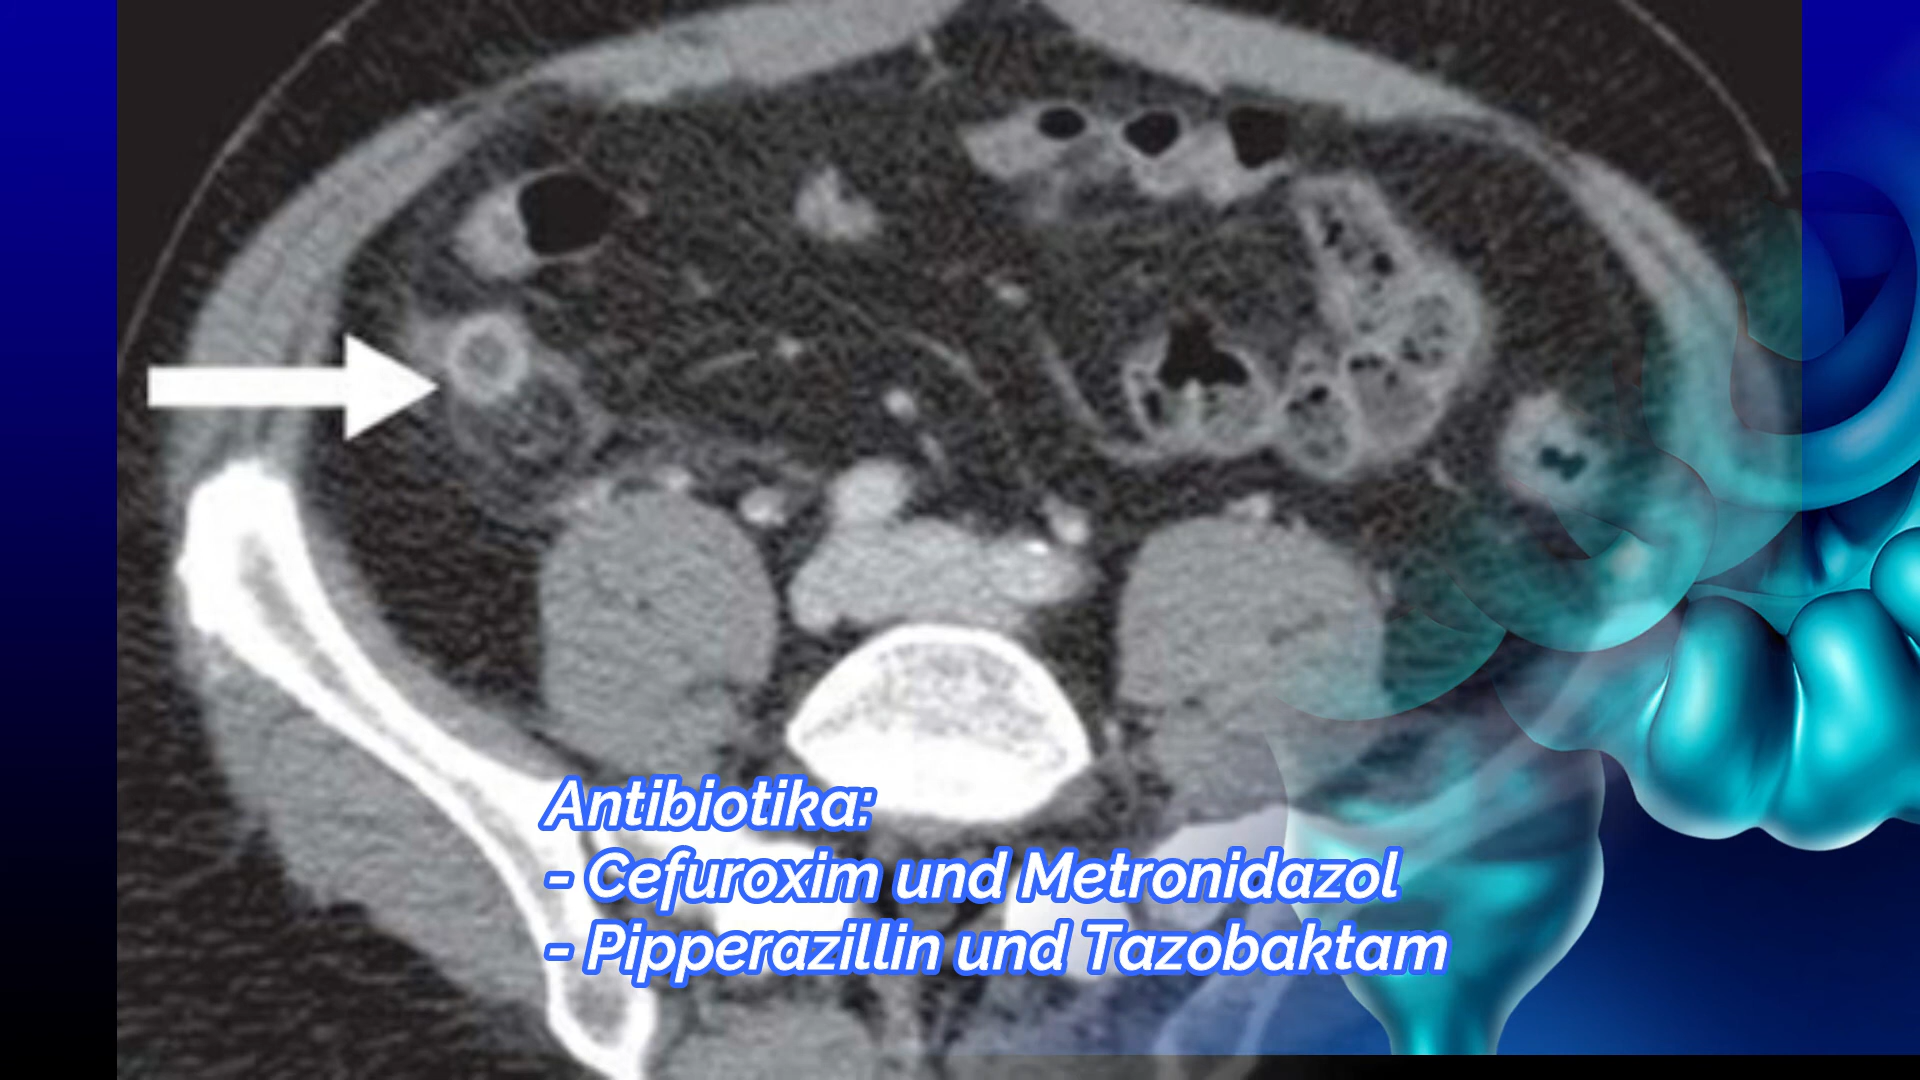 Antibiotika:
- Cefuroxim und Metronidazol
- Pipperazillin und Tazobaktam